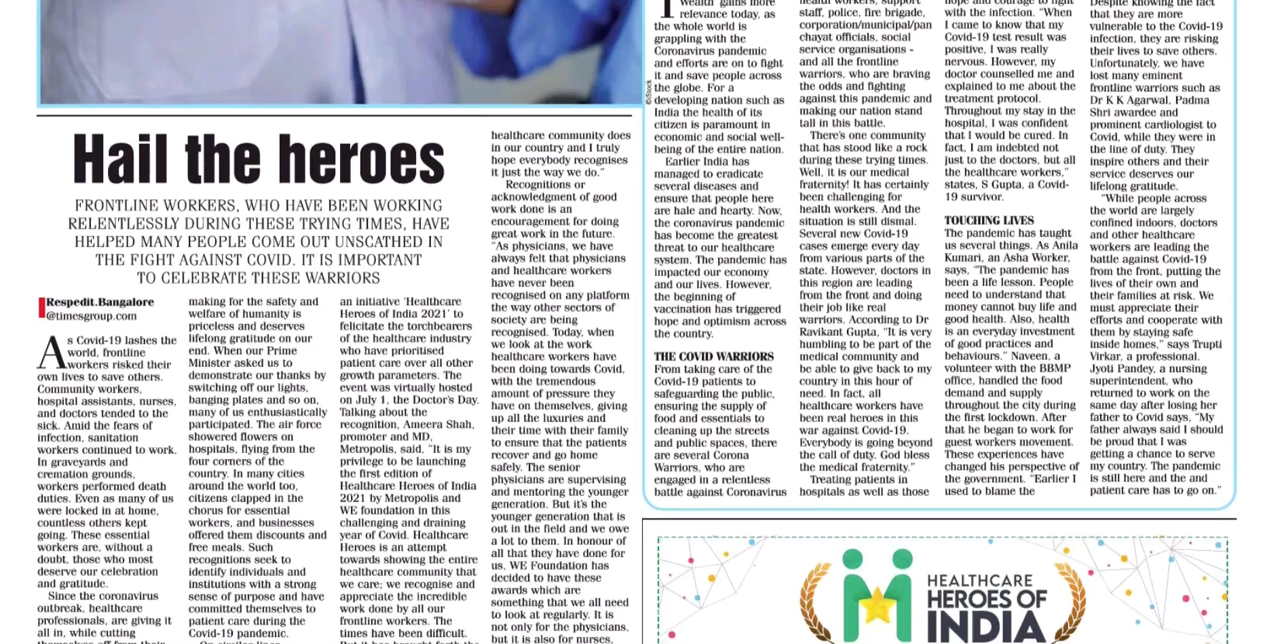 Hail the heroes
FRONTLINE WORKERS, WHO HAVE BEEN WORKING
RELENTLESSLY DURING THESE TRYING TIMES, HAVE
HELPED MANY PEOPLE COME OUT UNSCATHED IN
THE FIGHT AGAINST COVID. IT IS IMPORTANT
TO CELEBRATE THESE WARRIORS
Respedit.Bangalore
@timesgroup.com
As Covid-19 lashes the
world, frontline
workers risked their
own lives to save others.
Community workers,
hospital assistants, nurses,
and doctors tended to the
sick. Amid the fears of
infection, sanitation
workers continued to work.
In graveyards and
cremation grounds,
workers performed death
duties. Even as many of us
were locked in at home,
countless others kept
going. These essential
workers are, without a
doubt, those who most
deserve our celebration
and gratitude.
Since the coronavirus
outbreak, healthcare
professionals, are giving it
all in, while cutting
making for the safety and
welfare of humanity is
priceless and deserves
lifelong gratitude on our
end. When our Prime
Minister asked us to
demonstrate our thanks by
switching off our lights,
banging plates and so on,
many of us enthusiastically
participated. The air force
showered flowers on
hospitals, flying from the
four corners of the
country. In many cities
around the world too,
citizens clapped in the
chorus for essential
workers, and businesses
offered them discounts and
free meals. Such
recognitions seek to
identify individuals and
institutions with a strong
sense of purpose and have
committed themselves to
patient care during the
Covid-19 pandemic.
an initiative 'Healthcare
Heroes of India 2021' to
felicitate the torchbearers
of the healthcare industry
who have prioritised
patient care over all other
growth parameters. The
event was virtually hosted
on July 1, the Doctor's Day.
Talking about the
recognition, Ameera Shah,
promoter and MD,
Metropolis, said, "It is my
privilege to be launching
the first edition of
Healthcare Heroes of India
2021 by Metropolis and
WE foundation in this
challenging and draining
year of Covid. Healthcare
Heroes is an attempt
towards showing the entire
healthcare community that
we care; we recognise and
appreciate the incredible
work done by all our
frontline workers. The
times have been difficult.
healthcare community does
in our country and I truly
hope everybody recognises
it just the way we do."
Recognitions or
acknowledgment of good
work done is an
encouragement for doing
great work in the future.
"As physicians, we have
always felt that physicians
and healthcare workers
have never been
recognised on any platform
the way other sectors of
society are being
recognised. Today, when
we look at the work
healthcare workers have
been doing towards Covid,
with the tremendous
amount of pressure they
have on themselves, giving
up all the luxuries and
their time with their family
to ensure that the patients
recover and go home
safely. The senior
physicians are supervising
and mentoring the younger
generation. But it's the
younger generation that is
out in the field and we owe
a lot to them. In honour of
all that they have done for
us, WE Foundation has
decided to have these
awards which are
something that we all need
to look at regularly. It is
not only for the physicians,
but it is also for nurses,
©iStock
Wealth' gains more
relevance today, as
the whole world is
grappling with the
Coronavirus pandemic
and efforts are on to fight
it and save people across
the globe. For a
developing nation such as
India the health of its
citizen is paramount in
economic and social well-
being of the entire nation.
Earlier India has
managed to eradicate
several diseases and
ensure that people here
are hale and hearty. Now,
the coronavirus pandemic
has become the greatest
threat to our healthcare
system. The pandemic has
impacted our economy
and our lives. However,
the beginning of
vaccination has triggered
hope and optimism across
the country.
THE COVID WARRIORS
From taking care of the
Covid-19 patients to
safeguarding the public,
ensuring the supply of
food and essentials to
cleaning up the streets
and public spaces, there
are several Corona
Warriors, who are
engaged in a relentless
battle against Coronavirus
health workers, support
staff, police, fire brigade,
corporation/municipal/pan
chayat officials, social
service organisations -
and all the frontline
warriors, who are braving
the odds and fighting
against this pandemic and
making our nation stand
tall in this battle.
There's one community
that has stood like a rock
during these trying times.
Well, it is our medical
fraternity! It has certainly
been challenging for
health workers. And the
situation is still dismal.
Several new Covid-19
cases emerge every day
from various parts of the
state. However, doctors in
this region are leading
from the front and doing
their job like real
warriors. According to Dr
Ravikant Gupta, "It is very
humbling to be part of the
medical community and
be able to give back to my
country in this hour of
need. In fact, all
healthcare workers have
been real heroes in this
war against Covid-19.
Everybody is going beyond
the call of duty. God bless
the medical fraternity."
Treating patients in
hospitals as well as those
hope and courage to fight
with the infection. "When
I came to know that my
Covid-19 test result was
positive, I was really
nervous. However, my
doctor counselled me and
explained to me about the
treatment protocol.
Throughout my stay in the
hospital, I was confident
that I would be cured. In
fact, I am indebted not
just to the doctors, but all
the healthcare workers,"
states, S Gupta, a Covid-
19 survivor.
TOUCHING LIVES
The pandemic has taught
us several things. As Anila
Kumari, an Asha Worker,
says, "The pandemic has
been a life lesson. People
need to understand that
money cannot buy life and
good health. Also, health
is an everyday investment
of good practices and
behaviours." Naveen, a
volunteer with the BBMP
office, handled the food
demand and supply
throughout the city during
the first lockdown. After
that he began to work for
guest workers movement.
These experiences have
changed his perspective of
the government. "Earlier I
used to blame the
Despite knowing the fact
that they are more
vulnerable to the Covid-19
infection, they are risking
their lives to save others.
Unfortunately, we have
lost many eminent
frontline warriors such as
Dr K K Agarwal, Padma
Shri awardee and
prominent cardiologist to
Covid, while they were in
the line of duty. They
inspire others and their
service deserves our
lifelong gratitude.
"While people across
the world are largely
confined indoors, doctors
and other healthcare
workers are leading the
battle against Covid-19
from the front, putting the
lives of their own and
their families at risk. We
must appreciate their
efforts and cooperate with
them by staying safe
inside homes," says Trupti
Virkar, a professional.
Jyoti Pandey, a nursing
superintendent, who
returned to work on the
same day after losing her
father to Covid says, "My
father always said I should
be proud that I was
getting a chance to serve
my country. The pandemic
is still here and the and
patient care has to go on."
HEALTHCARE
HEROES OF
INDIA